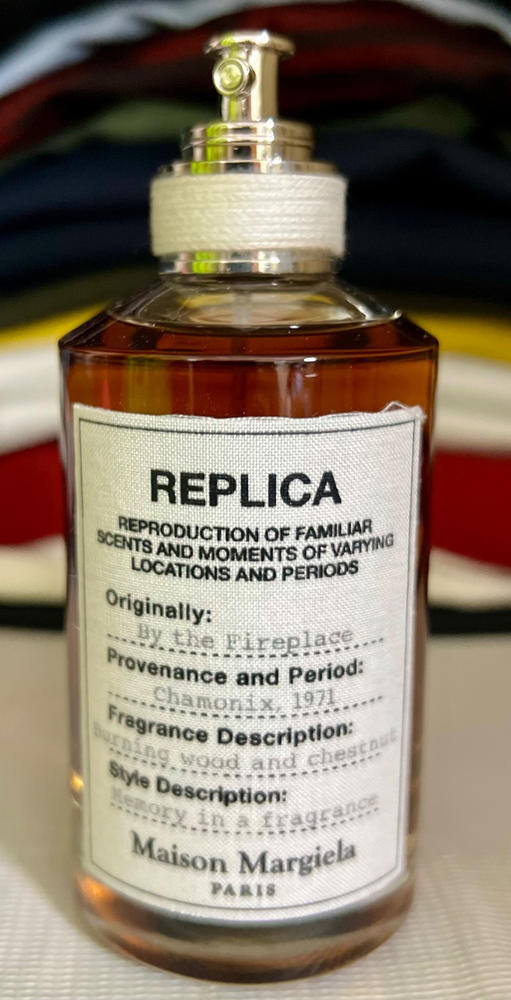 REPLICA
REPRODUCTION OF FAMILIAR
SCENTS AND MOMENTS OF VARYING
LOCATIONS AND PERIODS
Originally:
By the Fireplace
Provenance and Period:
Chamonix, 1971
Fragrance Description:
Burning wood and chestnut
Style Description:
Memory in a fragrance
Maison Margiela
PARIS